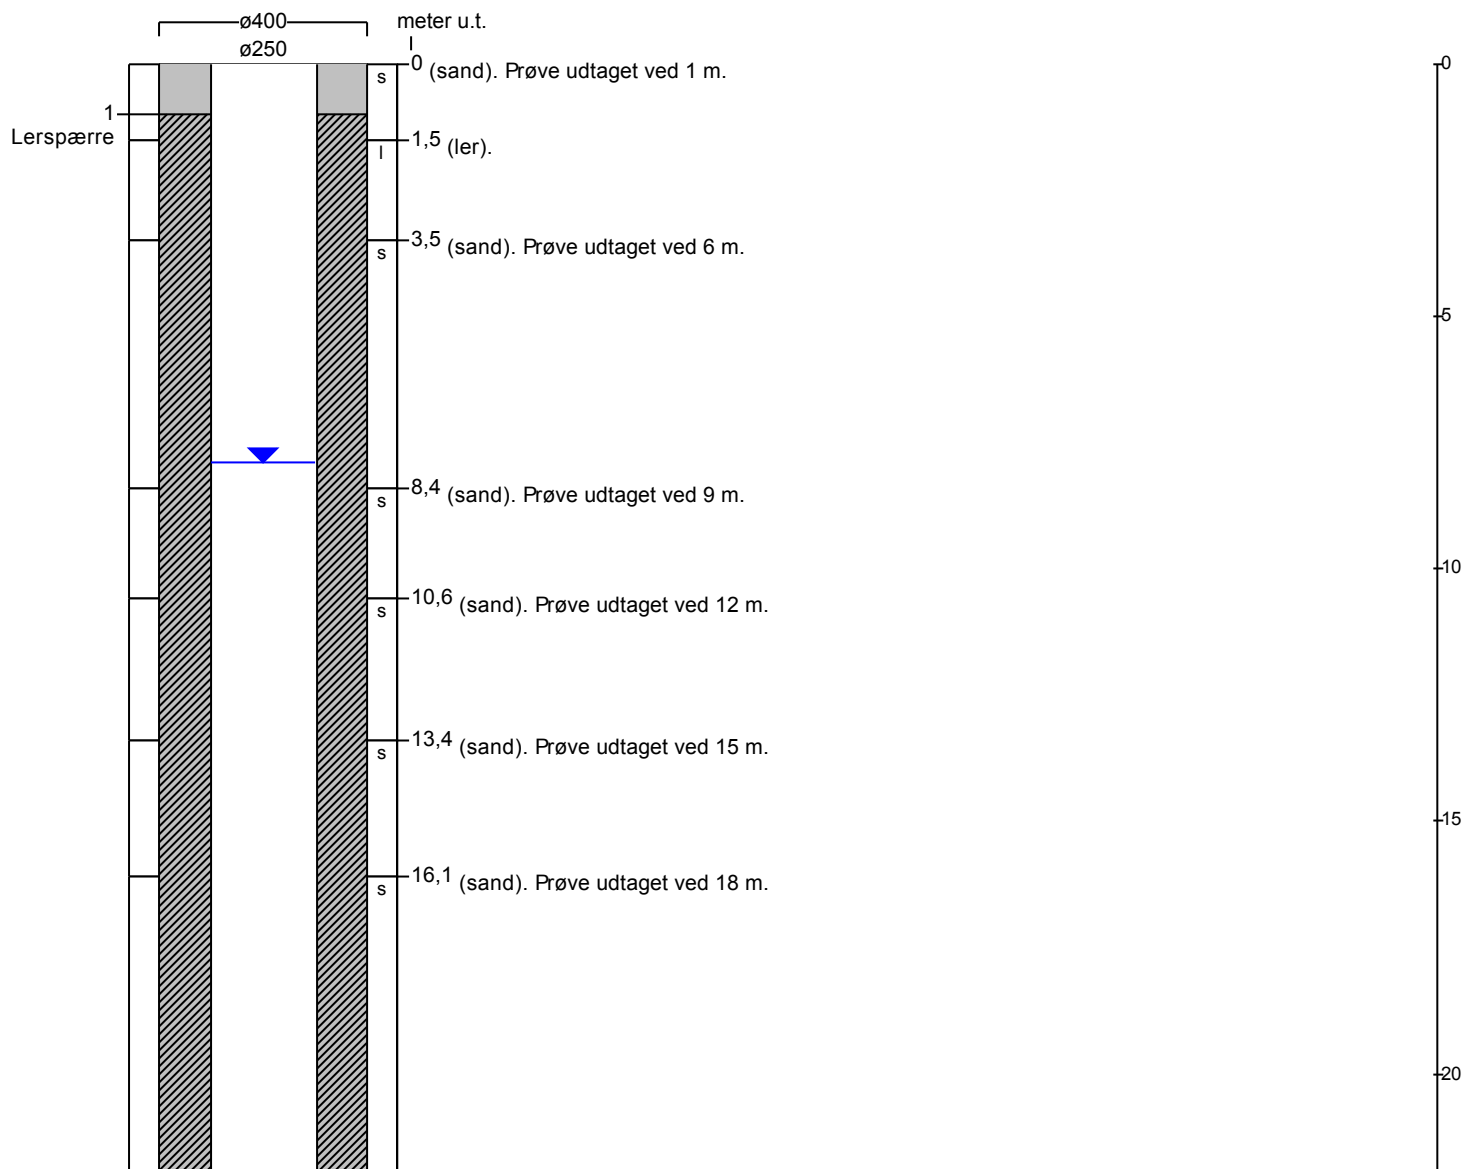 ø400 meter u.t.
ø250
0 (sand). Prøve udtaget ved 1 m. 0
s
1
Lerspærre 1,5 (ler).
l
3,5 (sand). Prøve udtaget ved 6 m.
s
5
8,4 (sand). Prøve udtaget ved 9 m.
s
10
10,6 (sand). Prøve udtaget ved 12 m.
s
13,4 (sand). Prøve udtaget ved 15 m.
s
15
16,1 (sand). Prøve udtaget ved 18 m.
s
20